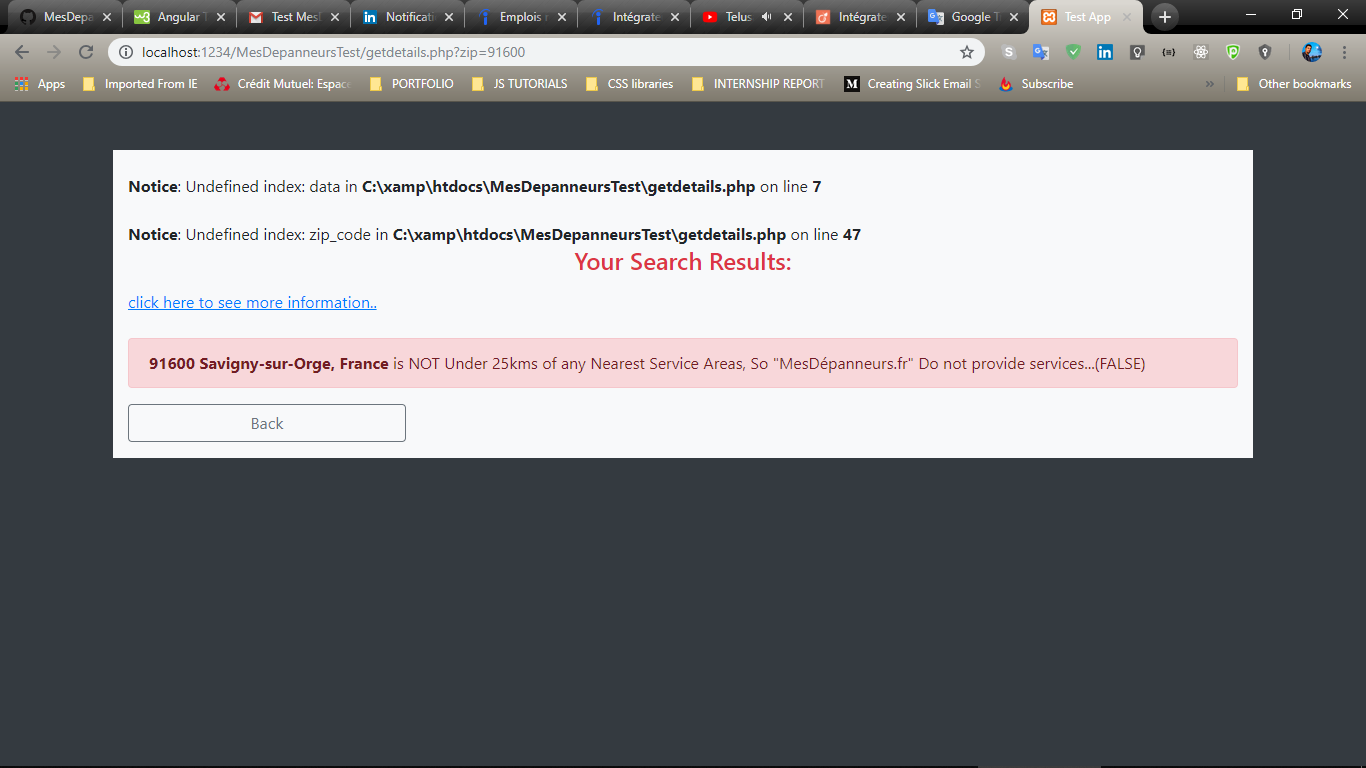 MesDepa
Angular T
Test Mes
Notificati
Emplois r
Intégrate
Telus
Intégrate
Google T
Test App
localhost:1234/MesDepanneursTest/getdetails.php?zip=91600
Apps
Imported From IE
Crédit Mutuel: Espace
PORTFOLIO
JS TUTORIALS
CSS libraries
INTERNSHIP REPORT
M
Creating Slick Email S
Subscribe
»
Other bookmarks
Notice: Undefined index: data in C:\xamp\htdocs\MesDepanneursTest\getdetails.php on line 7
Notice: Undefined index: zip_code in C:\xamp\htdocs\MesDepanneursTest\getdetails.php on line 47
Your Search Results:
click here to see more information..
91600 Savigny-sur-Orge, France is NOT Under 25kms of any Nearest Service Areas, So "MesDépanneurs.fr" Do not provide services...(FALSE)
Back